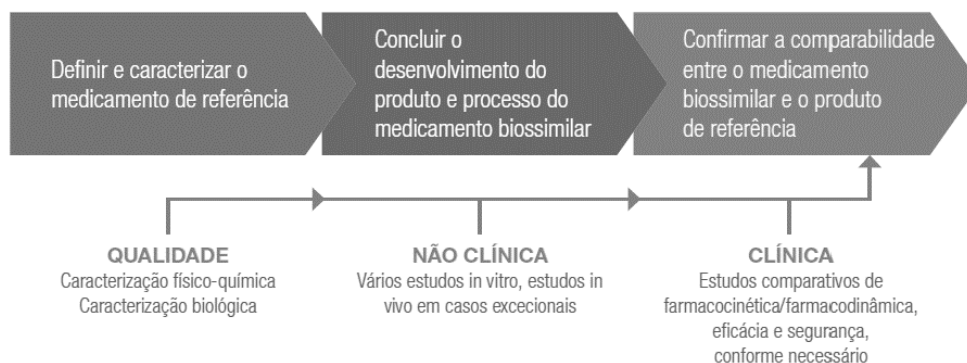 Definir e caracterizar o
medicamento de referência
Concluir o
desenvolvimento do
produto e processo do
medicamento biossimilar
Confirmar a comparabilidade
entre o medicamento
biossimilar e o produto
de referência
QUALIDADE
Caracterização físico-química
Caracterização biológica
NÃO CLÍNICA
Vários estudos in vitro, estudos in
vivo em casos excecionais
CLÍNICA
Estudos comparativos de
farmacocinética/farmacodinâmica,
eficácia e segurança,
conforme necessário